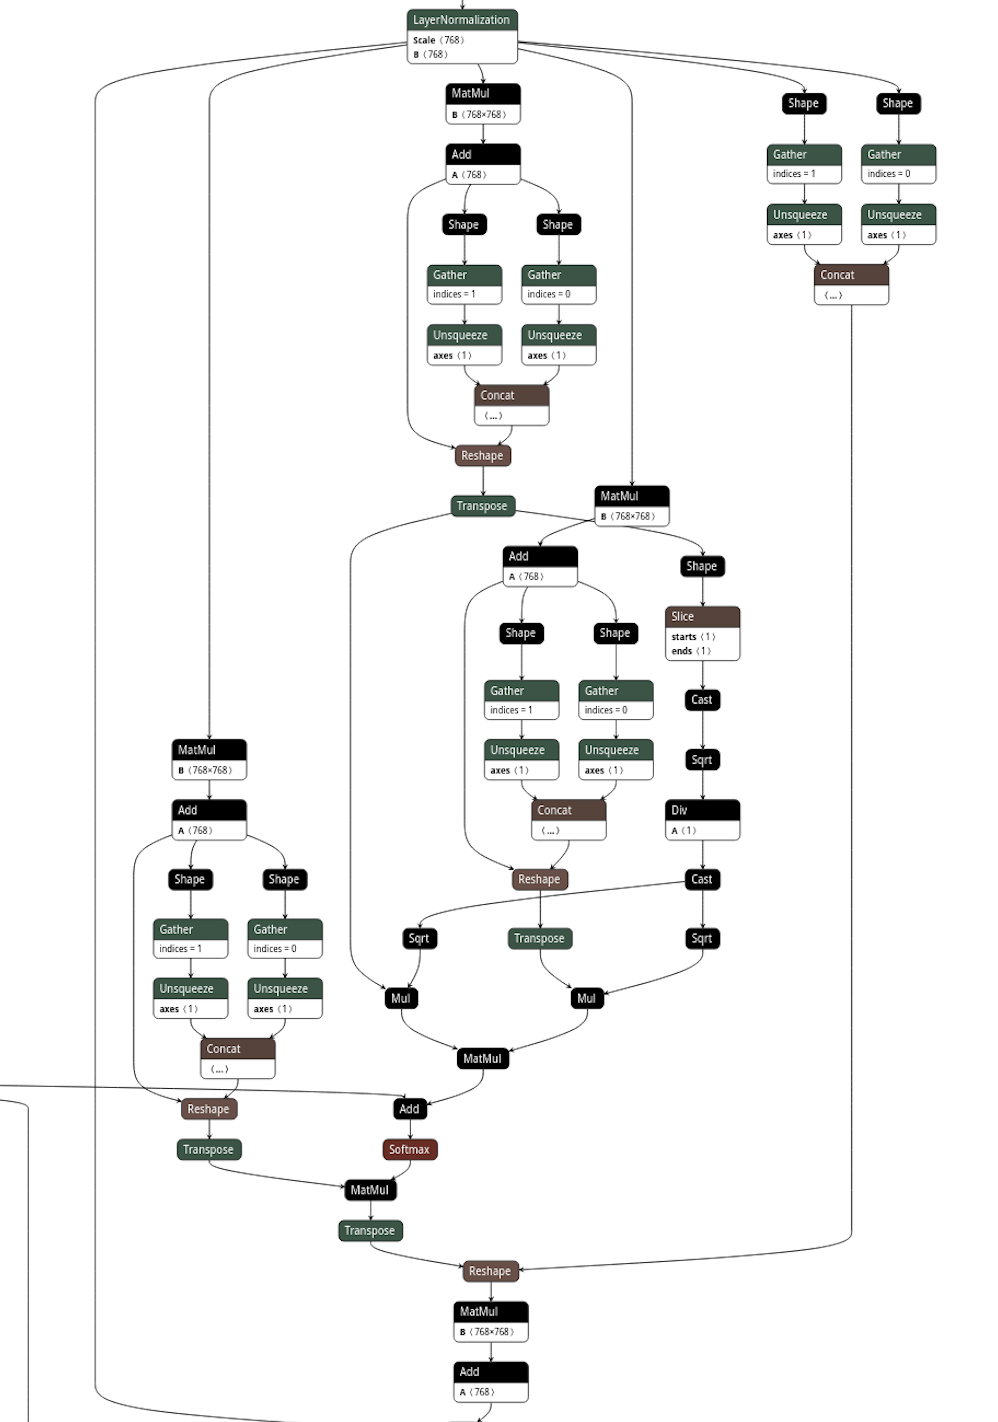 LayerNormalization
Scale ⟨768⟩
B ⟨768⟩
MatMul
B ⟨768×768⟩
Shape
Shape
Add
A ⟨768⟩
Gather
indices = 1
Gather
indices = 0
Unsqueeze
axes ⟨1⟩
Unsqueeze
axes ⟨1⟩
Shape
Shape
Concat
⟨...⟩
Gather
indices = 1
Gather
indices = 0
Unsqueeze
axes ⟨1⟩
Unsqueeze
axes ⟨1⟩
Concat
⟨...⟩
Reshape
Transpose
MatMul
B ⟨768×768⟩
Add
A ⟨768⟩
Shape
Slice
starts ⟨1⟩
ends ⟨1⟩
Shape
Shape
Gather
indices = 1
Gather
indices = 0
Cast
Unsqueeze
axes ⟨1⟩
Unsqueeze
axes ⟨1⟩
Sqrt
MatMul
B ⟨768×768⟩
Concat
⟨...⟩
Div
A ⟨1⟩
Add
A ⟨768⟩
Shape
Shape
Reshape
Cast
Gather
indices = 1
Gather
indices = 0
Sqrt
Transpose
Sqrt
Unsqueeze
axes ⟨1⟩
Unsqueeze
axes ⟨1⟩
Mul
Mul
Concat
⟨...⟩
MatMul
Reshape
Add
Transpose
Softmax
MatMul
Transpose
Reshape
MatMul
B ⟨768×768⟩
Add
A ⟨768⟩